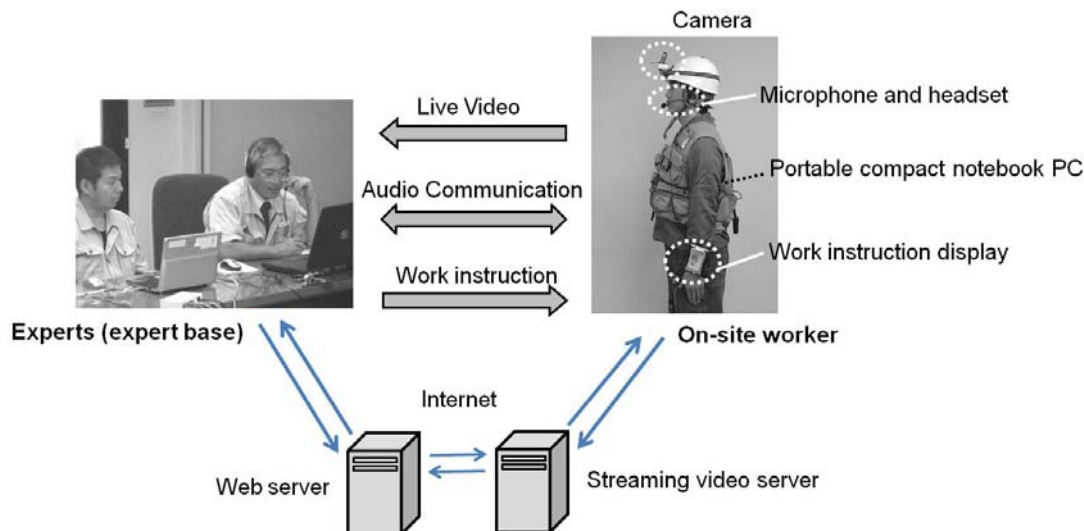 Camera
Live Video
Microphone and headset
Portable compact notebook PC
Audio Communication
Work instruction
Work instruction display
Experts (expert base)
On-site worker
Internet
Web server
Streaming video server